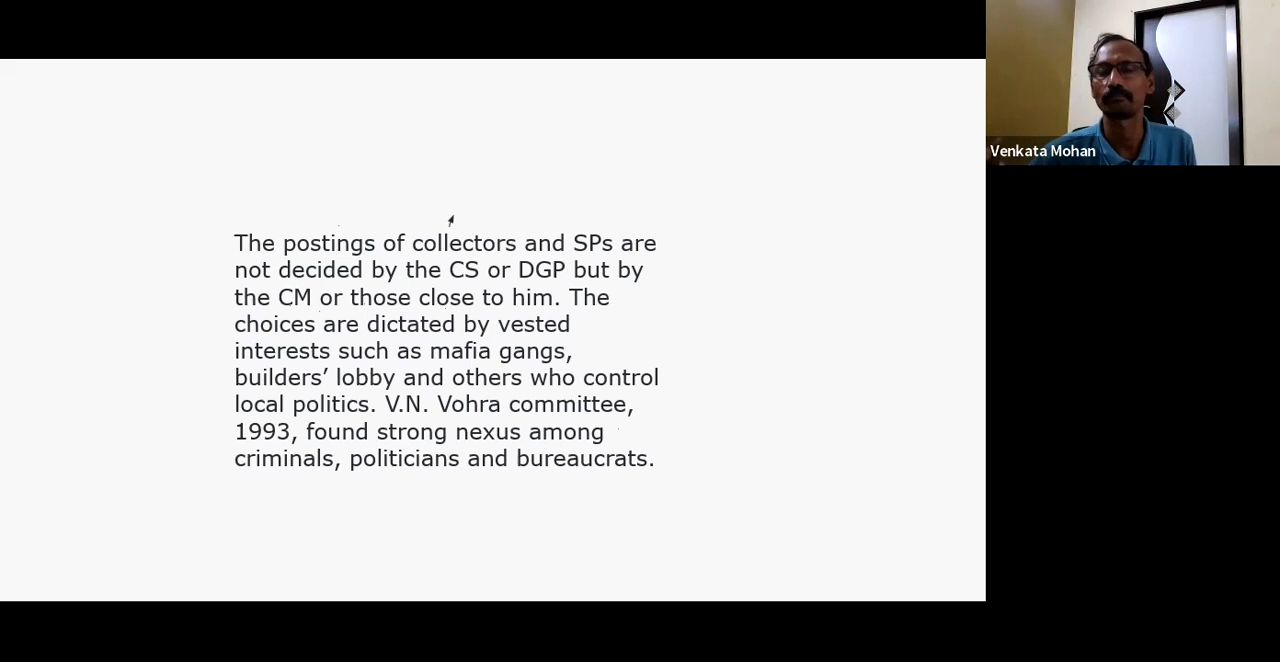 The postings of collectors and SPs are
not decided by the CS or DGP but by
the CM or those close to him. The
choices are dictated by vested
interests such as mafia gangs,
builders’ lobby and others who control
local politics. V.N. Vohra committee,
1993, found strong nexus among
criminals, politicians and bureaucrats.
Venkata Mohan